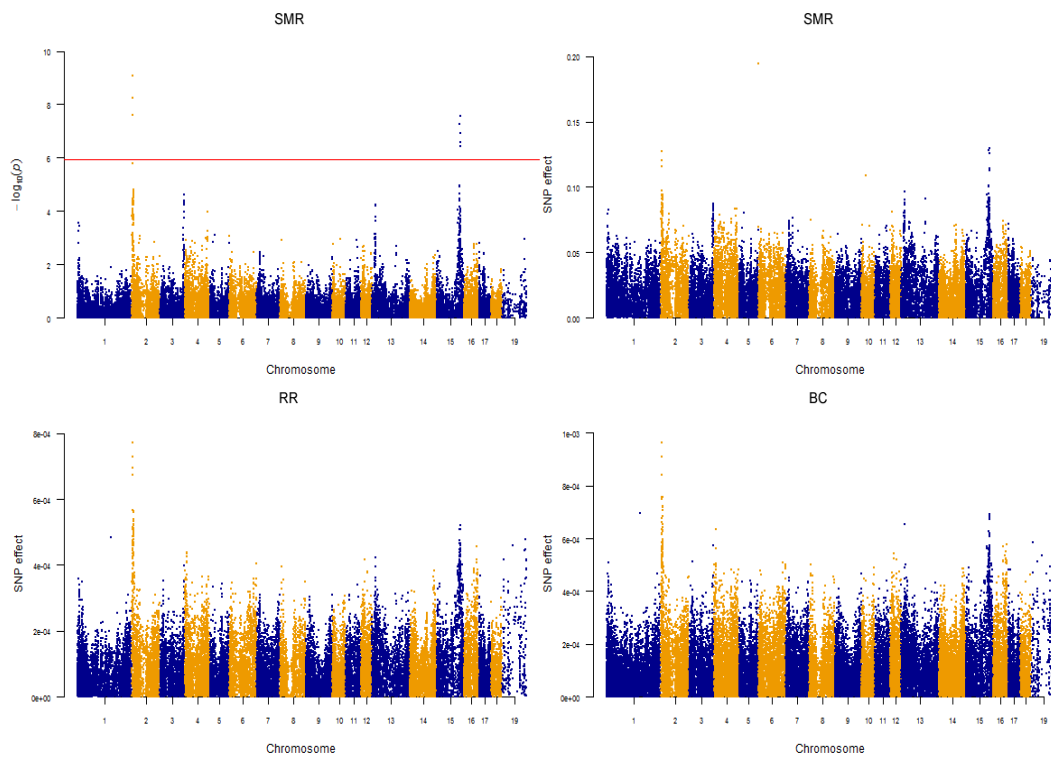 SMR
10
8
6
4
2
0
− log₁₀(p)
1 2 3 4 5 6 7 8 9 10 11 12 13 14 15 16 17 19
Chromosome
SMR
0.20
0.15
0.10
0.05
0.00
SNP effect
1 2 3 4 5 6 7 8 9 10 11 12 13 14 15 16 17 19
Chromosome
RR
8e-04
6e-04
4e-04
2e-04
0e+00
SNP effect
1 2 3 4 5 6 7 8 9 10 11 12 13 14 15 16 17 19
Chromosome
BC
1e-03
8e-04
6e-04
4e-04
2e-04
0e+00
SNP effect
1 2 3 4 5 6 7 8 9 10 11 12 13 14 15 16 17 19
Chromosome